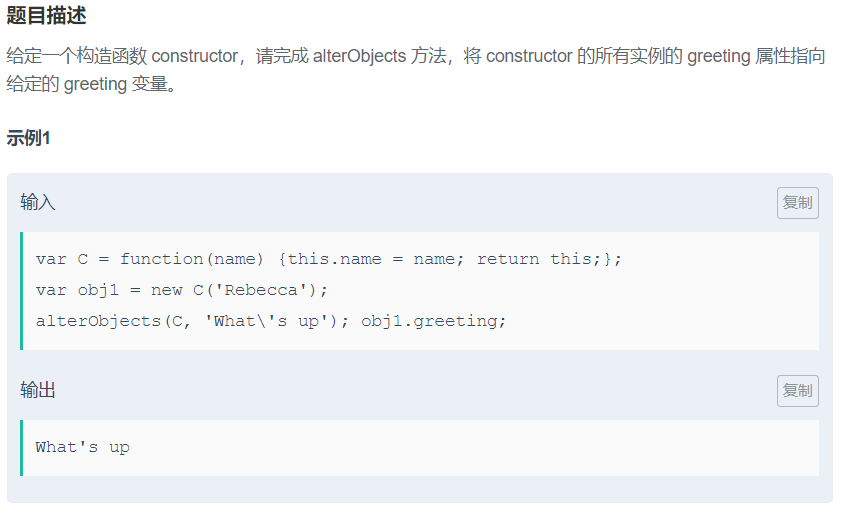 题目描述
给定一个构造函数 constructor，请完成 alterObjects 方法，将 constructor 的所有实例的 greeting 属性指向
给定的 greeting 变量。
示例1
输入
复制
var C = function(name) {this.name = name; return this;};
var obj1 = new C('Rebecca');
alterObjects(C, 'What\'s up'); obj1.greeting;
输出
复制
What's up